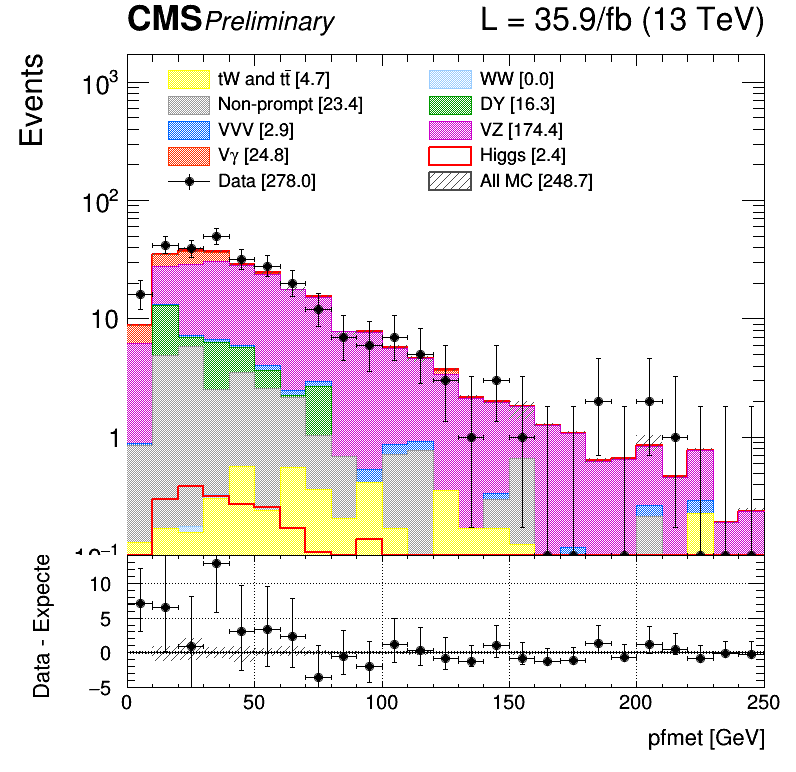 CMS Preliminary L = 35.9/fb (13 TeV)
Events
10³
10²
10
1
10⁻¹
tW and tt̄ [4.7]
Non-prompt [23.4]
VVV [2.9]
Vγ [24.8]
Data [278.0]
WW [0.0]
DY [16.3]
VZ [174.4]
Higgs [2.4]
All MC [248.7]
Data - Expecte
10
5
0
−5
0 50 100 150 200 250
pfmet [GeV]